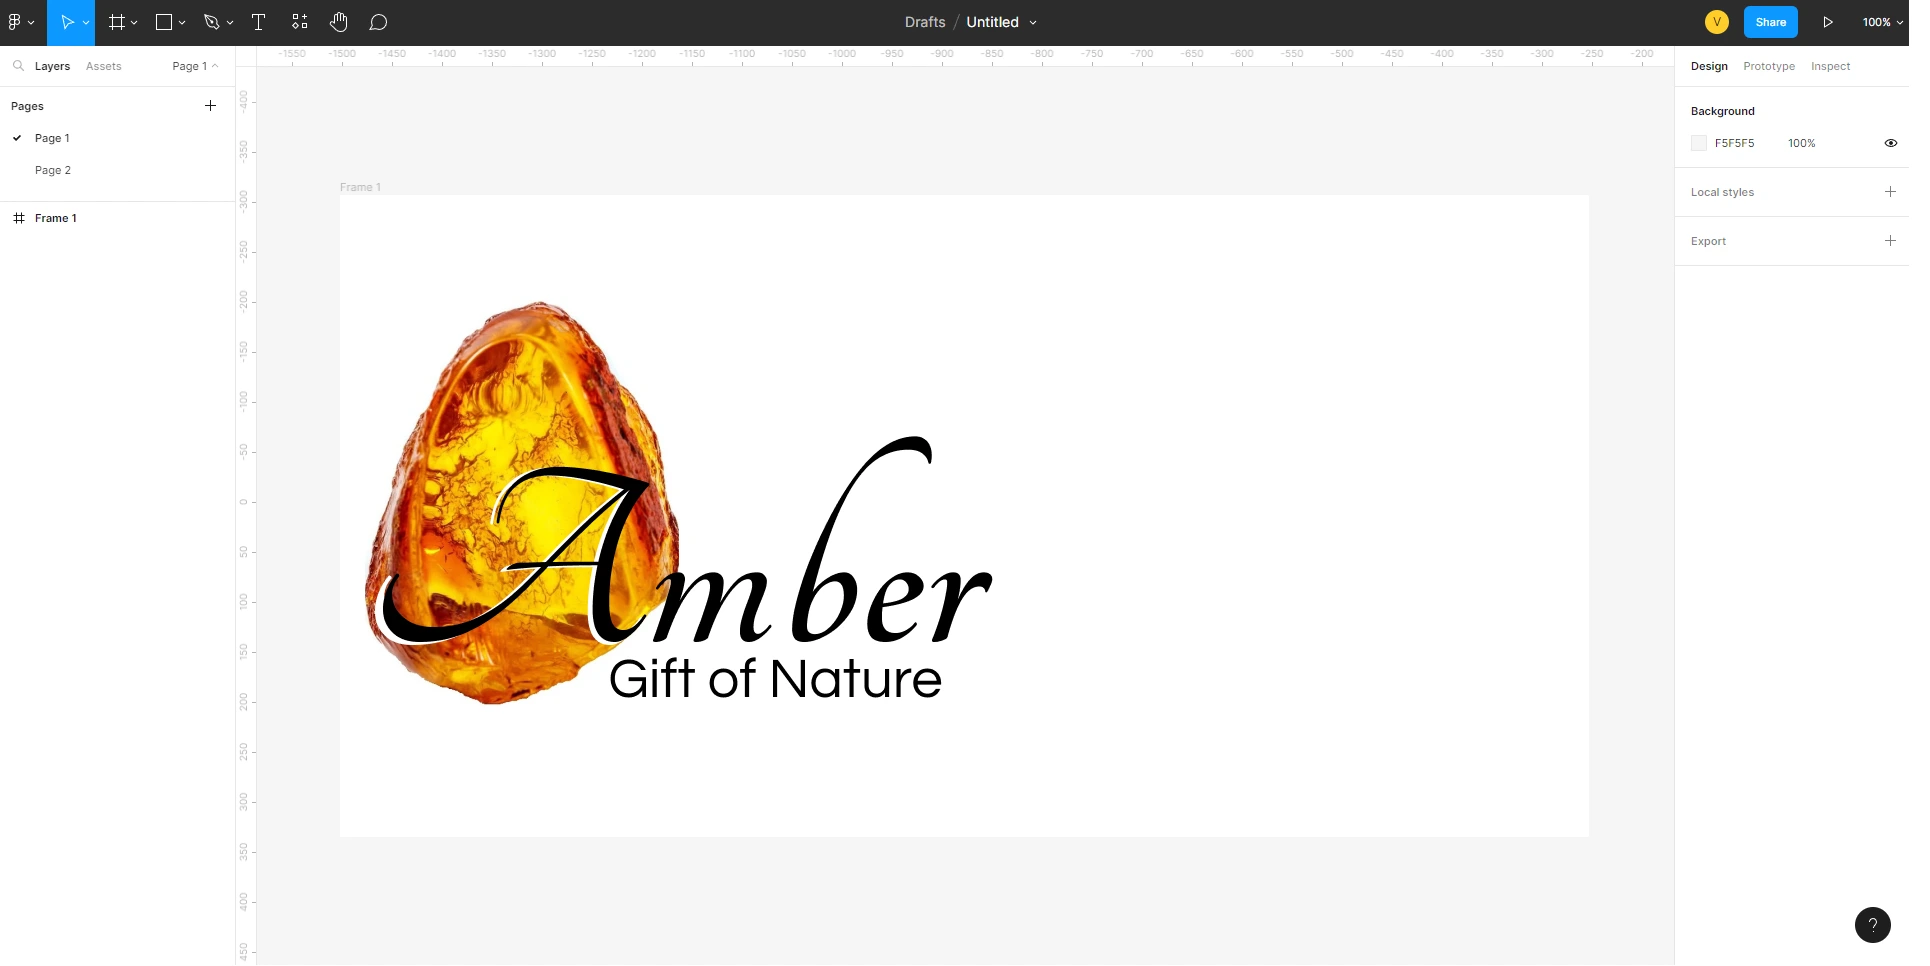 Drafts / Untitled
V
Share
100%
Layers Assets Page 1
Pages
Page 1
Page 2
Frame 1
-1550 -1500 -1450 -1400 -1350 -1300 -1250 -1200 -1150 -1100 -1050 -1000 -950 -900 -850 -800 -750 -700 -650 -600 -550 -500 -450 -400 -350 -300 -250 -200
-400
-350
-300
-250
-200
-150
-100
-50
0
50
100
150
200
250
300
350
400
450
Frame 1
Amber
Gift of Nature
Design Prototype Inspect
Background
F5F5F5 100%
Local styles
Export
?